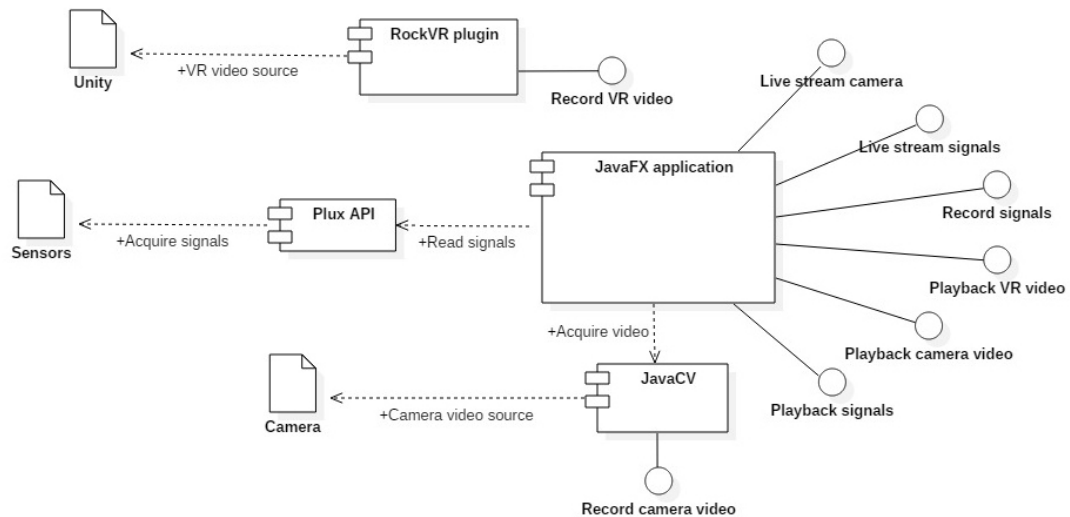 RockVR plugin
Unity
+VR video source
Record VR video
Live stream camera
Live stream signals
JavaFX application
Record signals
Plux API
Sensors
+Acquire signals
+Read signals
Playback VR video
+Acquire video
Playback camera video
JavaCV
Camera
+Camera video source
Playback signals
Record camera video